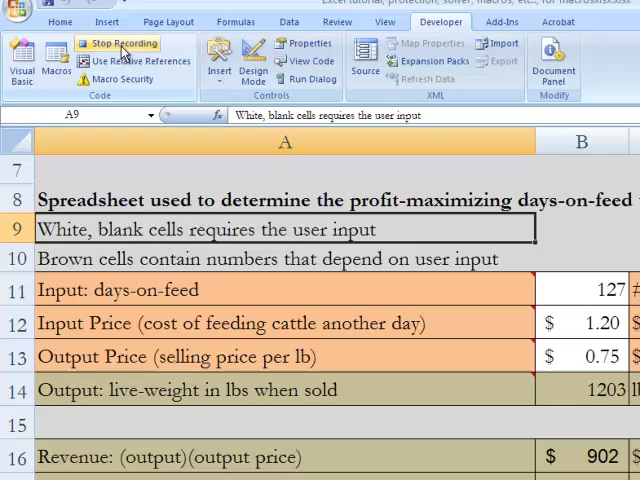 Excel tutorial, protection, solver, macros, etc., for macrosxlsx.xlsx
Home Insert Page Layout Formulas Data Review View Developer Add-Ins Acrobat
Visual Basic
Macros
Stop Recording
Use Relative References
Macro Security
Code
Insert
Design Mode
Properties
View Code
Run Dialog
Controls
Source
Map Properties
Expansion Packs
Refresh Data
Import
Export
XML
Document Panel
Modify
A9 fx White, blank cells requires the user input
A B
7
8 Spreadsheet used to determine the profit-maximizing days-on-feed
9 White, blank cells requires the user input
10 Brown cells contain numbers that depend on user input
11 Input: days-on-feed 127 #
12 Input Price (cost of feeding cattle another day) $ 1.20 $
13 Output Price (selling price per lb) $ 0.75 $
14 Output: live-weight in lbs when sold 1203 lb
15
16 Revenue: (output)(output price) $ 902 $